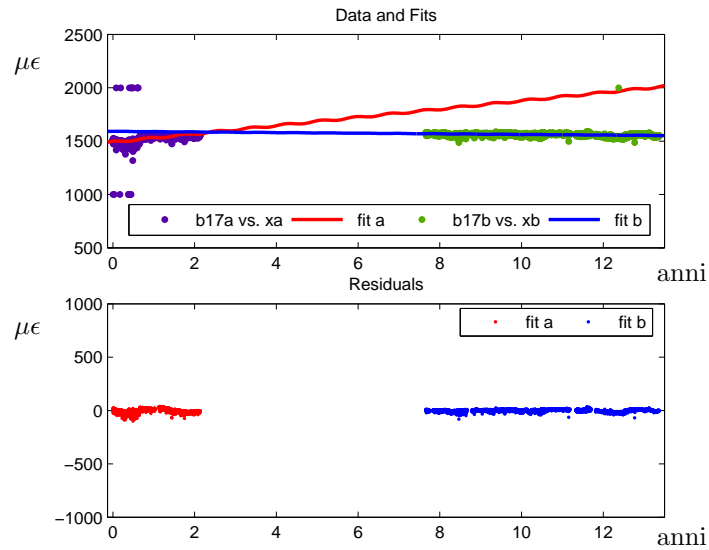 Data and Fits
με
2500
2000
1500
1000
500
b17a vs. xa fit a b17b vs. xb fit b
0 2 4 6 8 10 12
anni
Residuals
με
1000
500
0
−500
−1000
fit a fit b
0 2 4 6 8 10 12
anni